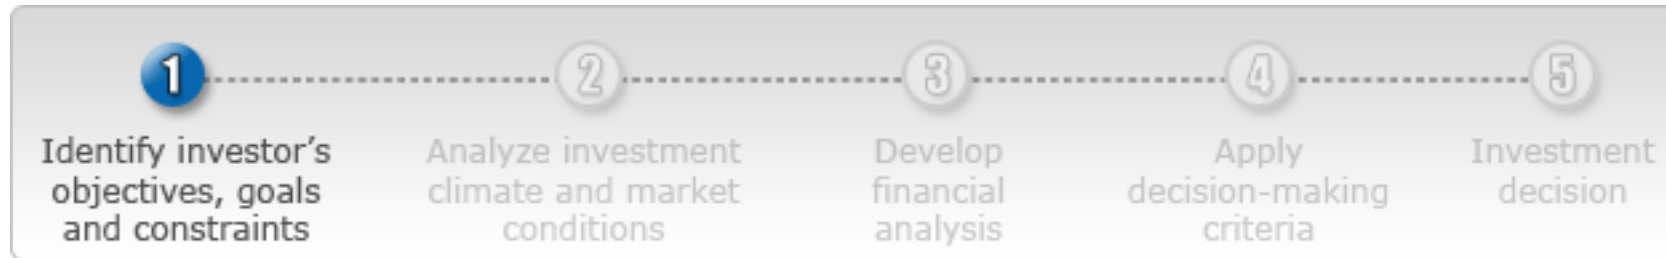 1
2
3
4
5
Identify investor’s
objectives, goals
and constraints
Analyze investment
climate and market
conditions
Develop
financial
analysis
Apply
decision-making
criteria
Investment
decision